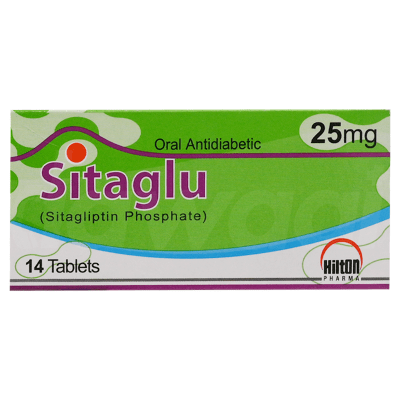 Oral Antidiabetic
25mg
Sitaglu
(Sitagliptin Phosphate)
14 Tablets
Hilton
PHARMA